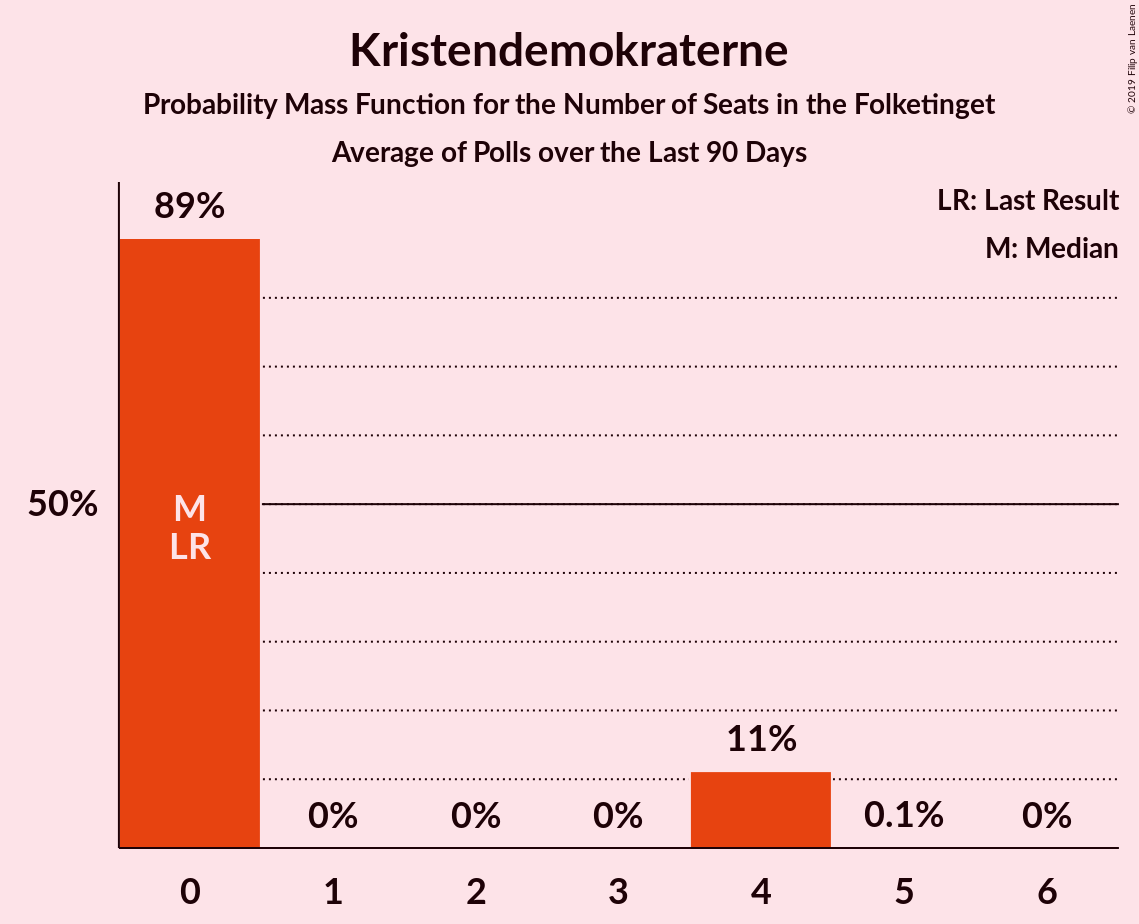 Kristendemokraterne
Probability Mass Function for the Number of Seats in the Folketinget
Average of Polls over the Last 90 Days
© 2019 Filip van Laenen
LR: Last Result
M: Median
89%
50%
M
LR
11%
0%
0%
0%
0.1%
0%
0
1
2
3
4
5
6